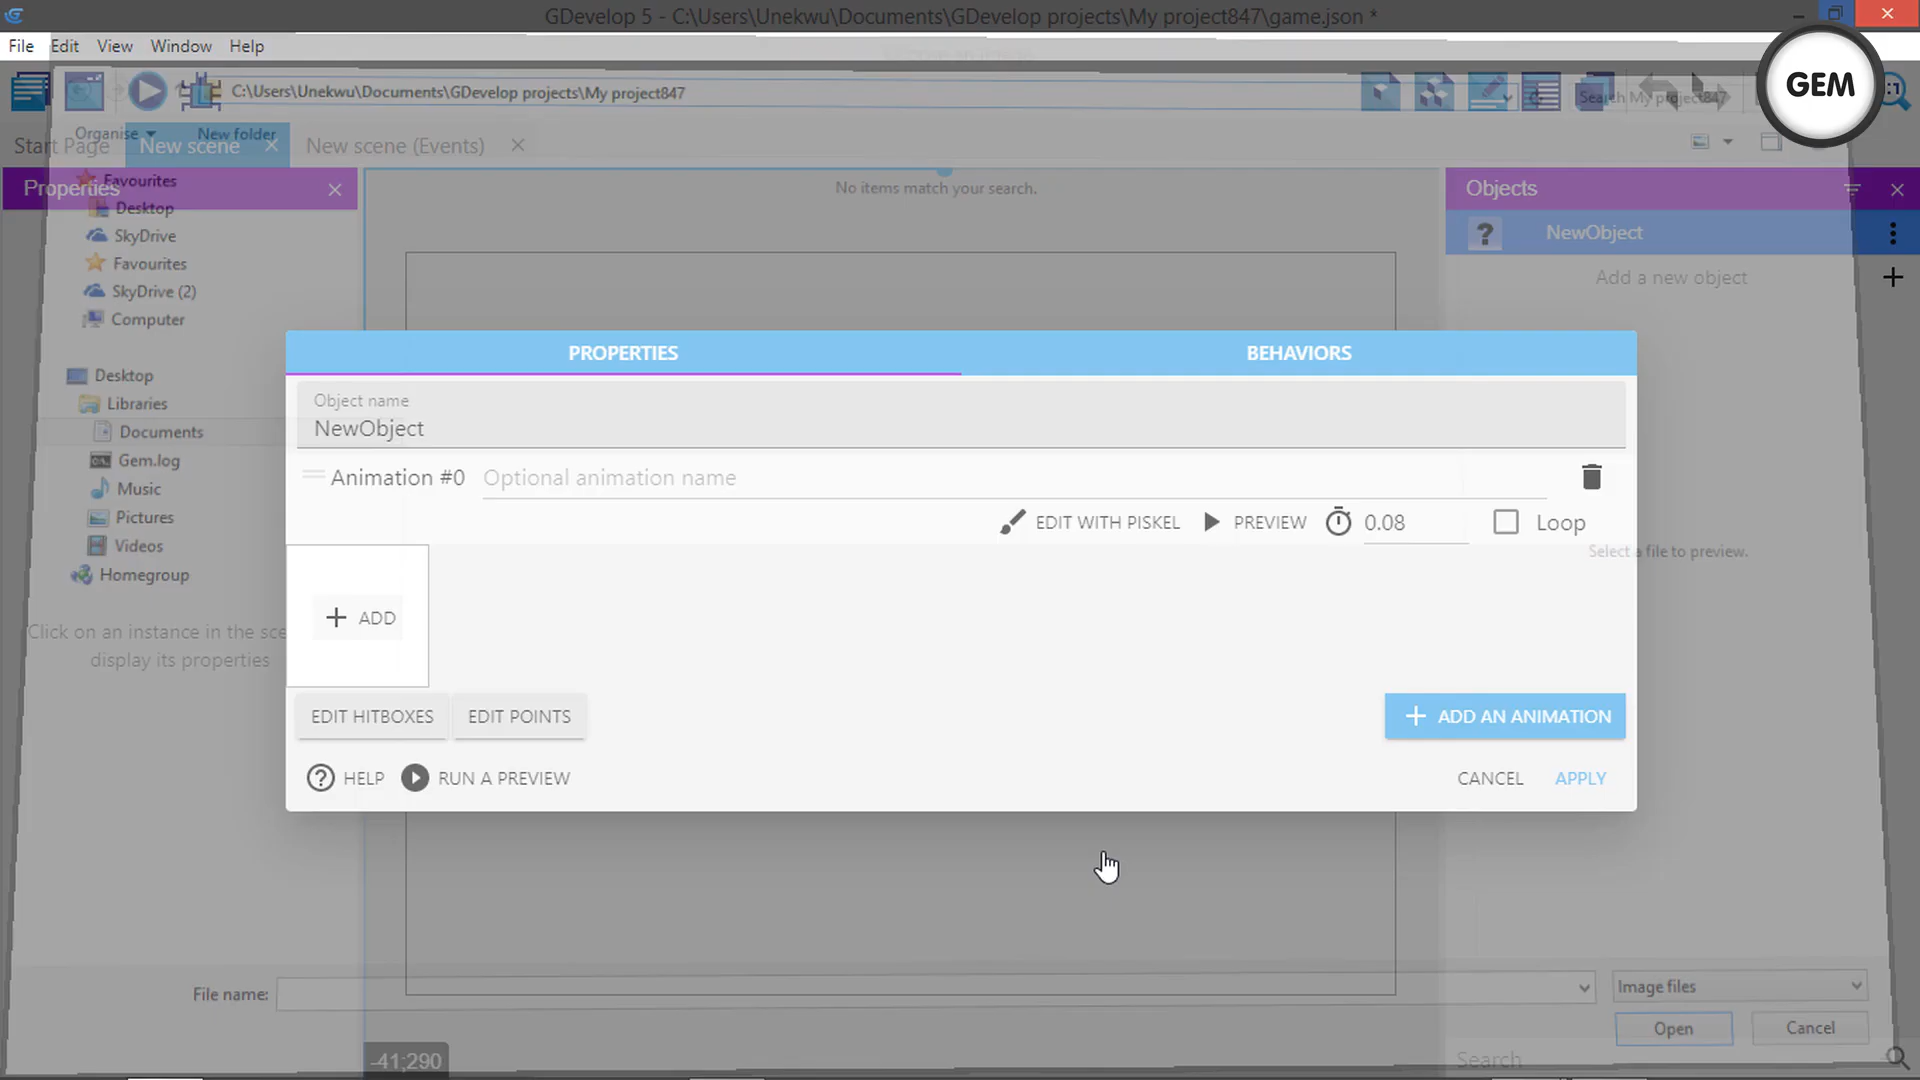 GDevelop 5 - C:\Users\Unekwu\Documents\GDevelop projects\My project847\game.json *
File Edit View Window Help
GEM
C:\Users\Unekwu\Documents\GDevelop projects\My project847
Search My project847
Organise
New folder
Start Page
New scene
New scene (Events)
Properties
Favourites
Desktop
SkyDrive
Favourites
SkyDrive (2)
Computer
Desktop
Libraries
Documents
Gem.log
Music
Pictures
Videos
Homegroup
Click on an instance in the sce
display its properties
No items match your search.
Objects
NewObject
Add a new object
PROPERTIES
BEHAVIORS
Object name
NewObject
Animation #0
Optional animation name
EDIT WITH PISKEL
PREVIEW
0.08
Loop
Select a file to preview.
ADD
EDIT HITBOXES
EDIT POINTS
ADD AN ANIMATION
HELP
RUN A PREVIEW
CANCEL
APPLY
File name:
Image files
Open
Cancel
-41;290
Search